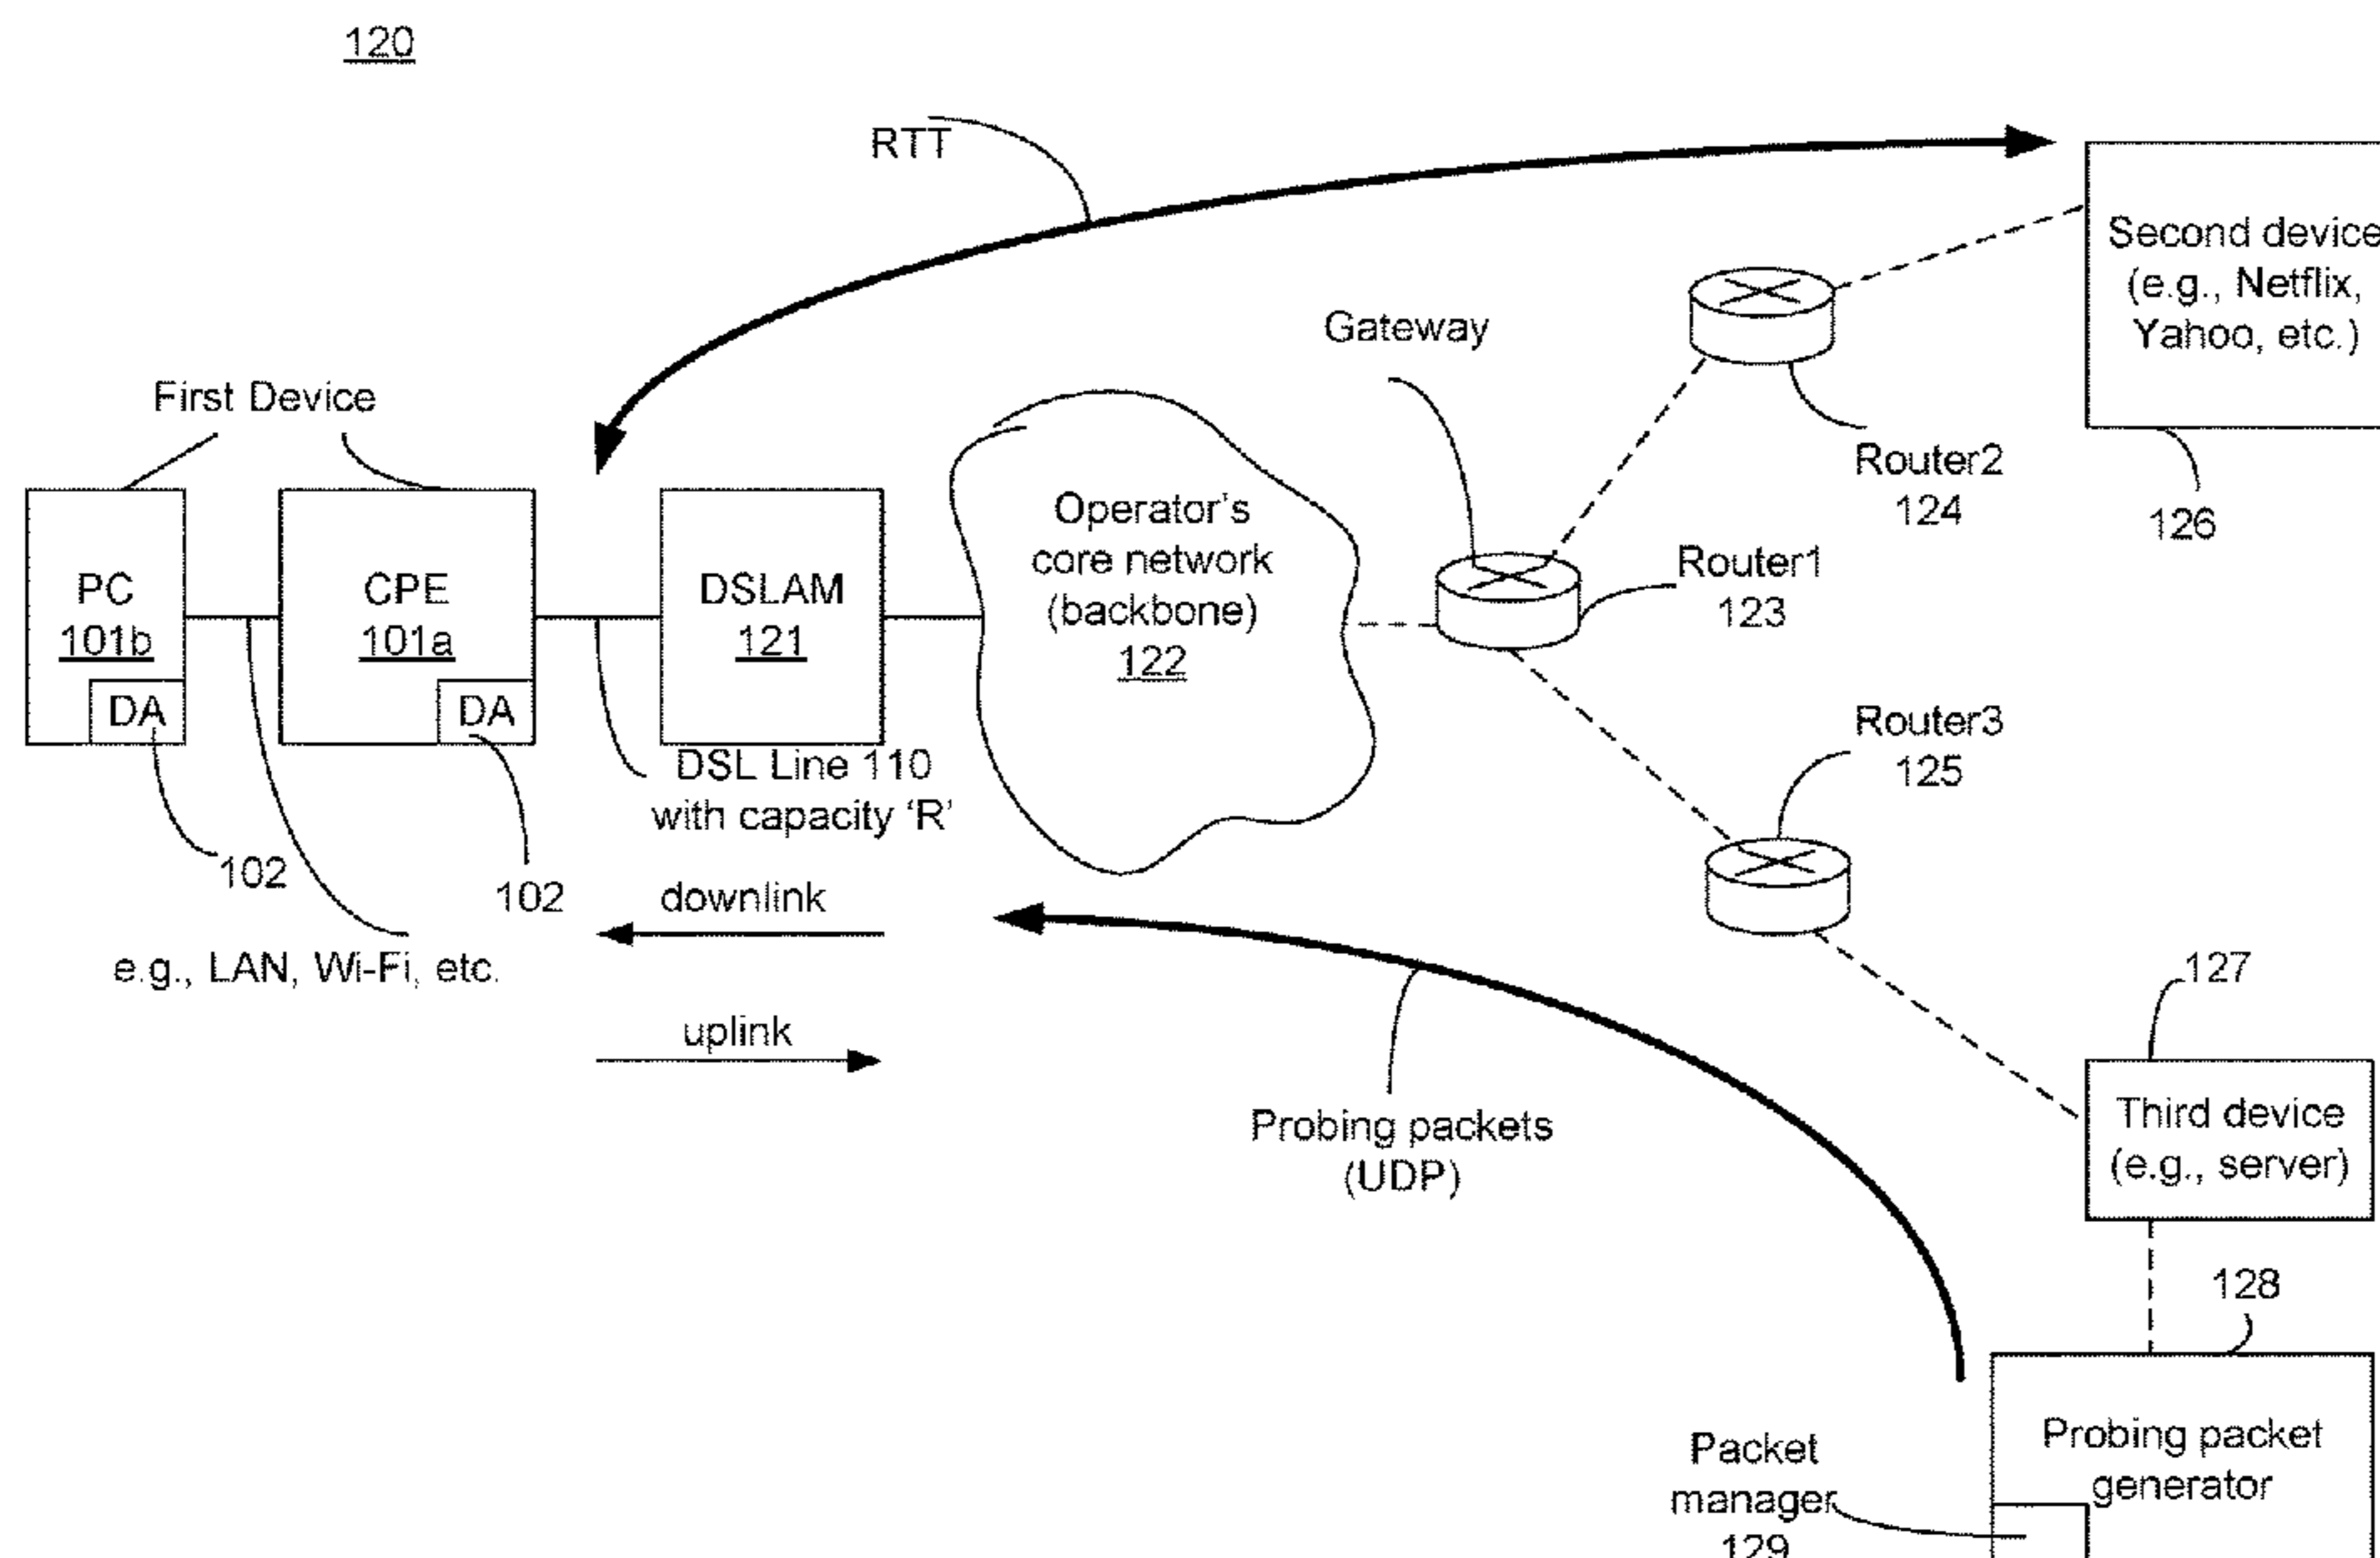 120
RTT
Second device
(e.g., Netflix,
Yahoo, etc.)
126
Gateway
Router2
124
First Device
PC
101b
DA
102
CPE
101a
DA
102
DSLAM
121
Operator's
core network
(backbone)
122
Router1
123
DSL Line 110
with capacity 'R'
Router3
125
e.g., LAN, Wi-Fi, etc.
downlink
uplink
127
Third device
(e.g., server)
Probing packets
(UDP)
128
Probing packet
generator
Packet
manager
129